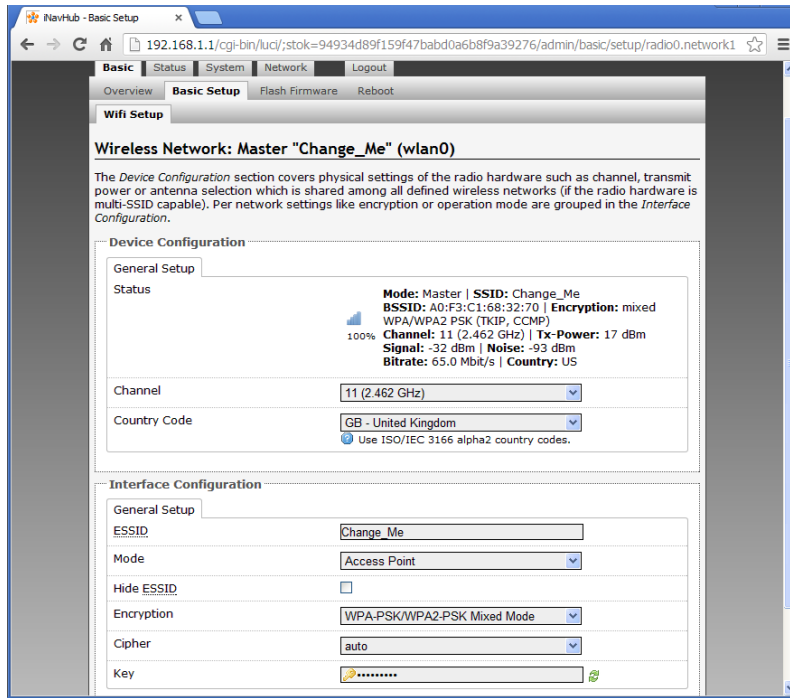 iNavHub - Basic Setup
192.168.1.1/cgi-bin/luci/;stok=94934d89f159f47babd0a6b8f9a39276/admin/basic/setup/radio0.network1
Basic Status System Network Logout
Overview Basic Setup Flash Firmware Reboot
Wifi Setup
Wireless Network: Master "Change_Me" (wlan0)
The Device Configuration section covers physical settings of the radio hardware such as channel, transmit
power or antenna selection which is shared among all defined wireless networks (if the radio hardware is
multi-SSID capable). Per network settings like encryption or operation mode are grouped in the Interface
Configuration.
Device Configuration
General Setup
Status
Mode: Master | SSID: Change_Me
BSSID: A0:F3:C1:68:32:70 | Encryption: mixed
WPA/WPA2 PSK (TKIP, CCMP)
100% Channel: 11 (2.462 GHz) | Tx-Power: 17 dBm
Signal: -32 dBm | Noise: -93 dBm
Bitrate: 65.0 Mbit/s | Country: US
Channel 11 (2.462 GHz)
Country Code GB - United Kingdom
Use ISO/IEC 3166 alpha2 country codes.
Interface Configuration
General Setup
ESSID Change_Me
Mode Access Point
Hide ESSID
Encryption WPA-PSK/WPA2-PSK Mixed Mode
Cipher auto
Key •••••••••